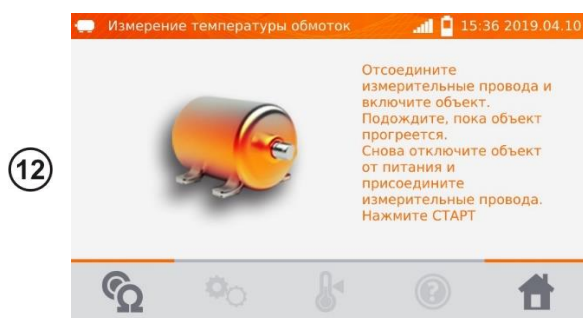 Измерение температуры обмоток 15:36 2019.04.10
Отсоедините
измерительные провода и
включите объект.
Подождите, пока объект
прогреется.
Снова отключите объект
от питания и
присоедините
измерительные провода.
Нажмите СТАРТ
12